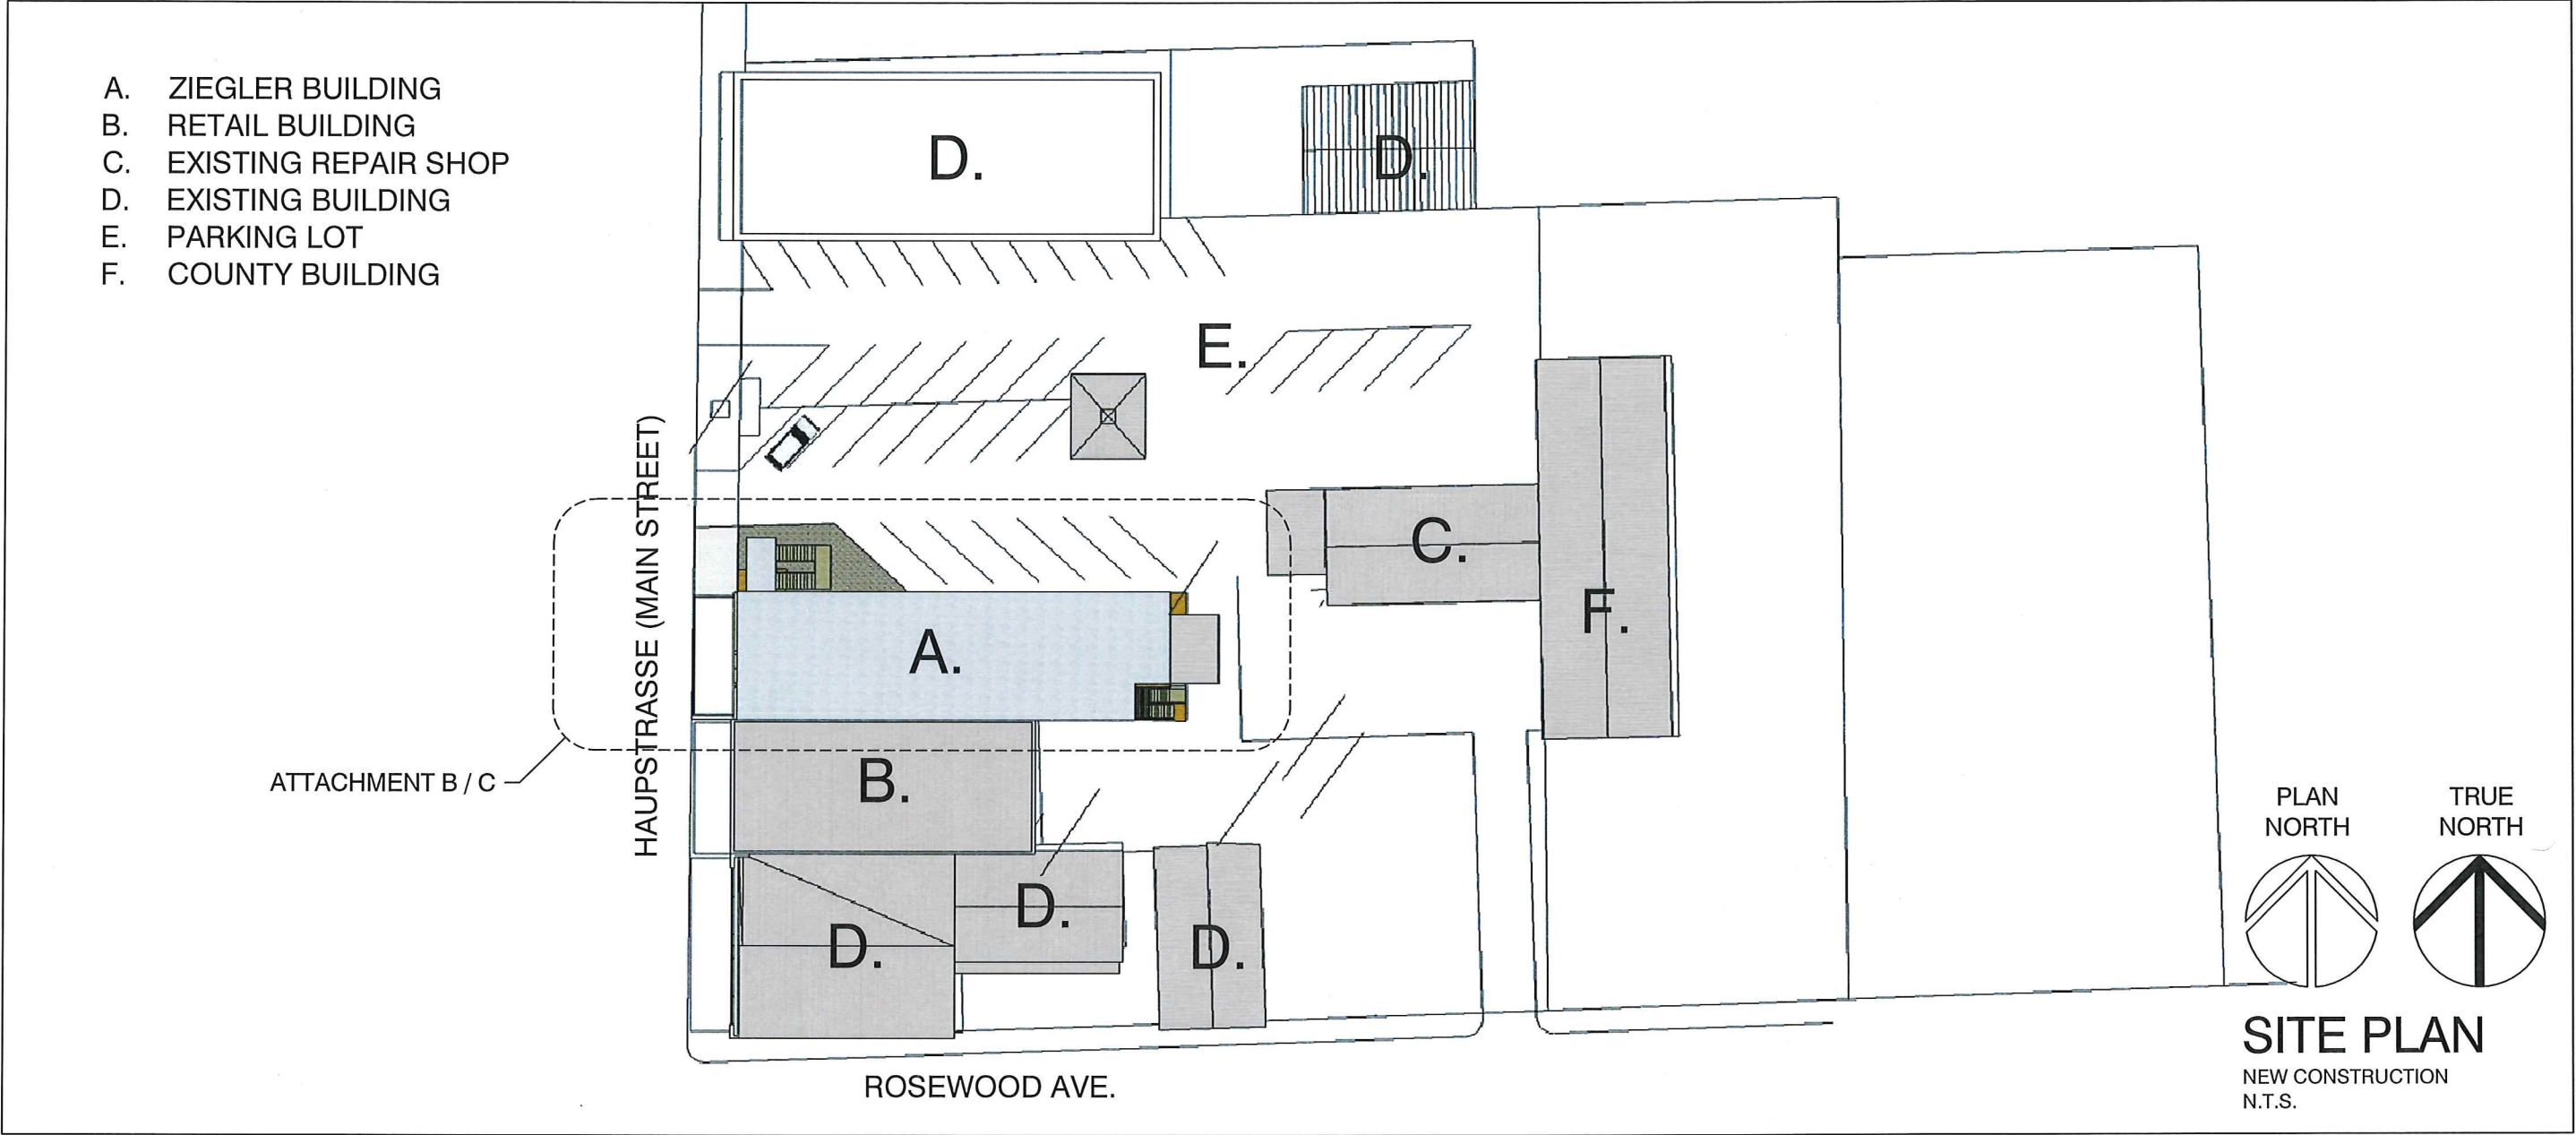 A. ZIEGLER BUILDING
B. RETAIL BUILDING
C. EXISTING REPAIR SHOP
D. EXISTING BUILDING
E. PARKING LOT
F. COUNTY BUILDING
D.
D.
E.
HAUPSTRASSE (MAIN STREET)
C.
F.
A.
ATTACHMENT B / C
B.
D.
D.
D.
ROSEWOOD AVE.
PLAN
NORTH
TRUE
NORTH
SITE PLAN
NEW CONSTRUCTION
N.T.S.